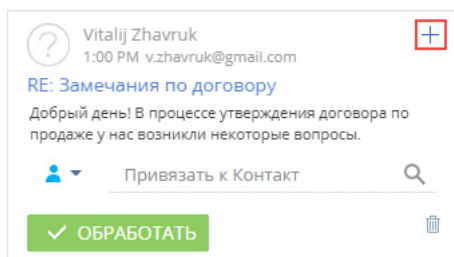 Vitalij Zhavruk
1:00 PM v.zhavruk@gmail.com
RE: Замечания по договору
Добрый день! В процессе утверждения договора по
продаже у нас возникли некоторые вопросы.
Привязать к Контакт
ОБРАБОТАТЬ